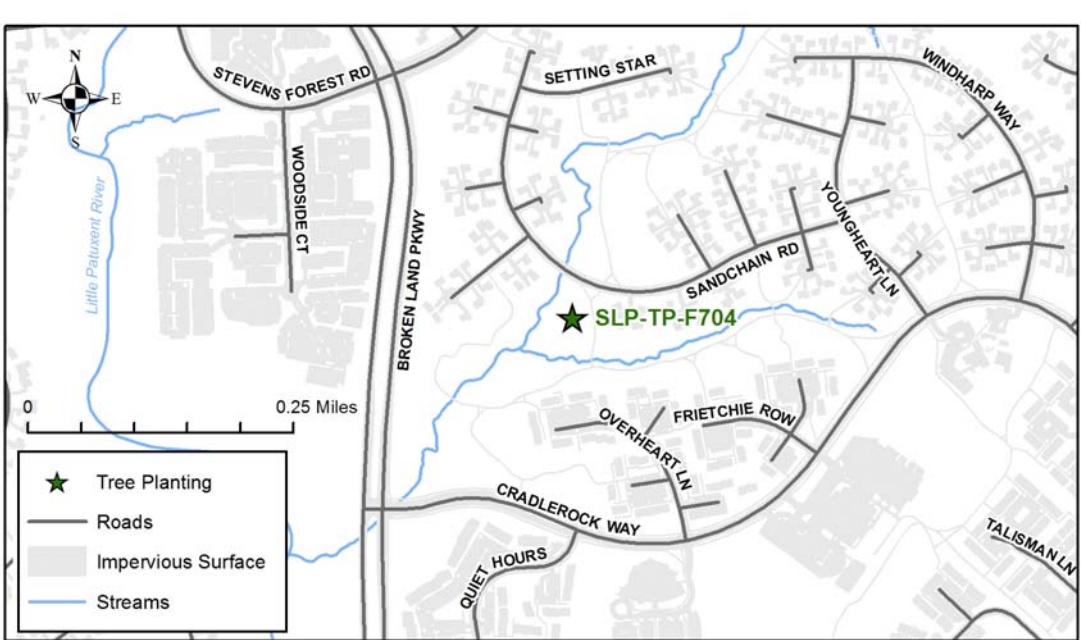 N
W E
S
STEVENS FOREST RD
SETTING STAR
WINDHARP WAY
WOODSIDE CT
Little Patuxent River
YOUNGHEART LN
BROKEN LAND PKWY
SANDCHAIN RD
SLP-TP-F704
0 0.25 Miles
OVERHEART LN
FRIETCHIE ROW
CRADLEROCK WAY
QUIET HOURS
TALISMAN LN
Tree Planting
Roads
Impervious Surface
Streams